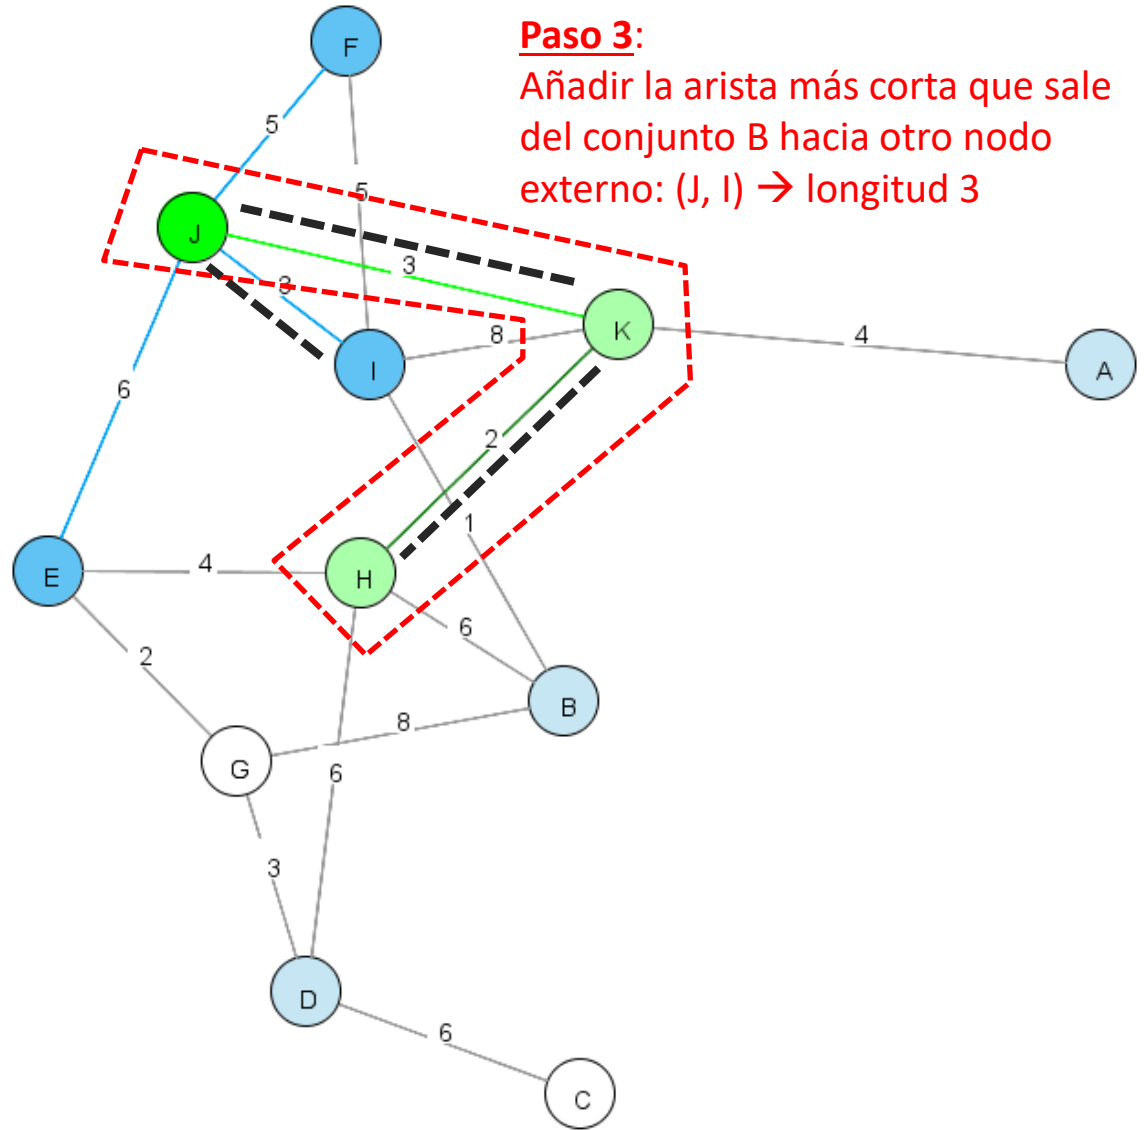 Paso 3:
Añadir la arista más corta que sale
del conjunto B hacia otro nodo
externo: (J, I) → longitud 3
F
5
5
J
3
3
K
8
4
I
A
6
2
1
E
4
H
6
2
B
8
G
6
3
D
6
C